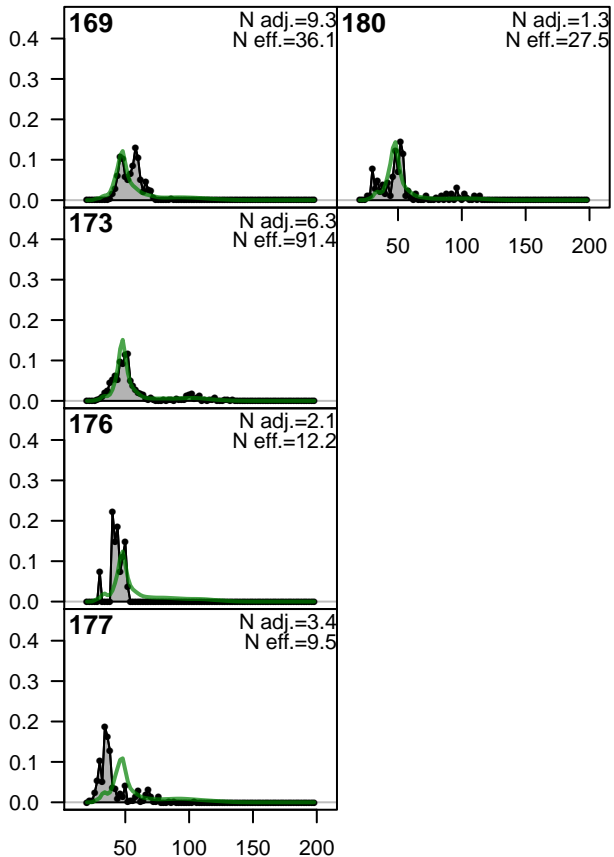 0.4
0.3
0.2
0.1
0.0
169
N adj.=9.3
N eff.=36.1
180
N adj.=1.3
N eff.=27.5
50 100 150 200
0.4
0.3
0.2
0.1
0.0
173
N adj.=6.3
N eff.=91.4
0.4
0.3
0.2
0.1
0.0
176
N adj.=2.1
N eff.=12.2
0.4
0.3
0.2
0.1
0.0
177
N adj.=3.4
N eff.=9.5
50 100 150 200